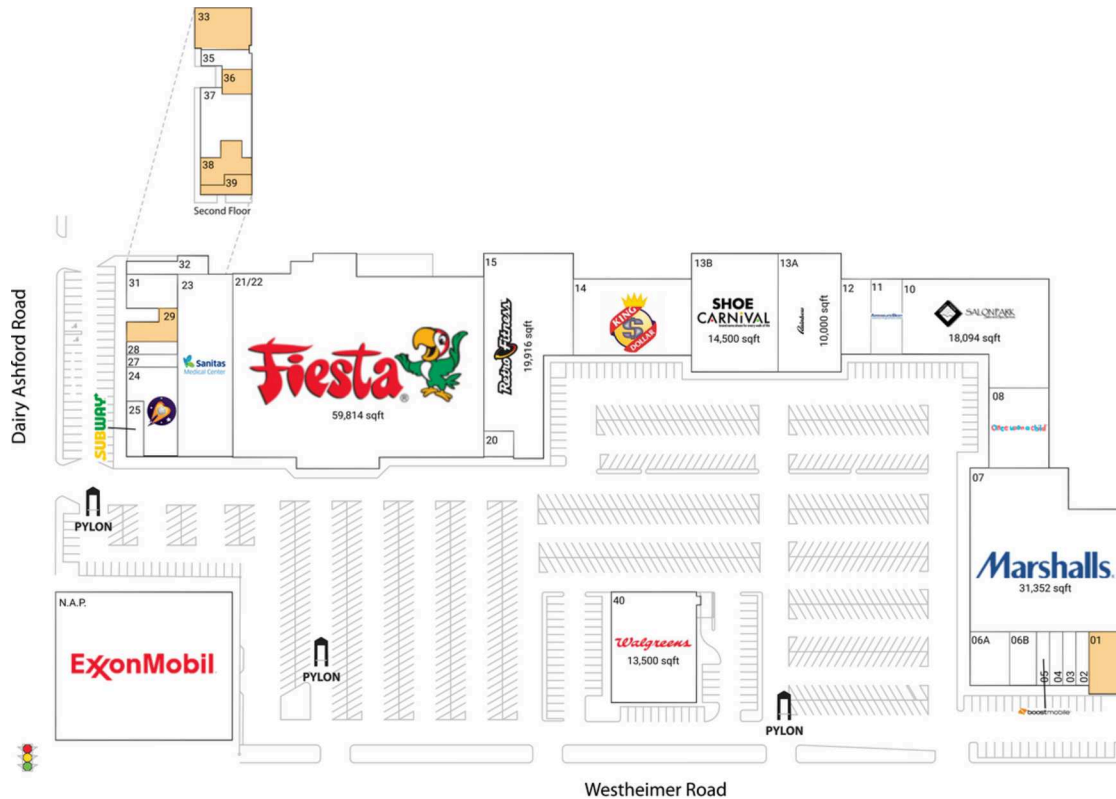 33
35
36
37
38
39
Second Floor
32
31
23
21/22
29
28
27
24
25
SUBWAY
Sanitas
Medical Center
Fiesta
59,814 sqft
15
Retro Fitness
19,916 sqft
20
14
KING
$
DOLLAR
13B
SHOE
CARNIVAL
14,500 sqft
13A
10,000 sqft
12
11
10
SALONPARK
18,094 sqft
08
once upon a child
07
Marshalls
31,352 sqft
06A
06B
05
04
03
02
01
boostmobile
Dairy Ashford Road
PYLON
N.A.P.
ExxonMobil
PYLON
40
Walgreens
13,500 sqft
PYLON
Westheimer Road